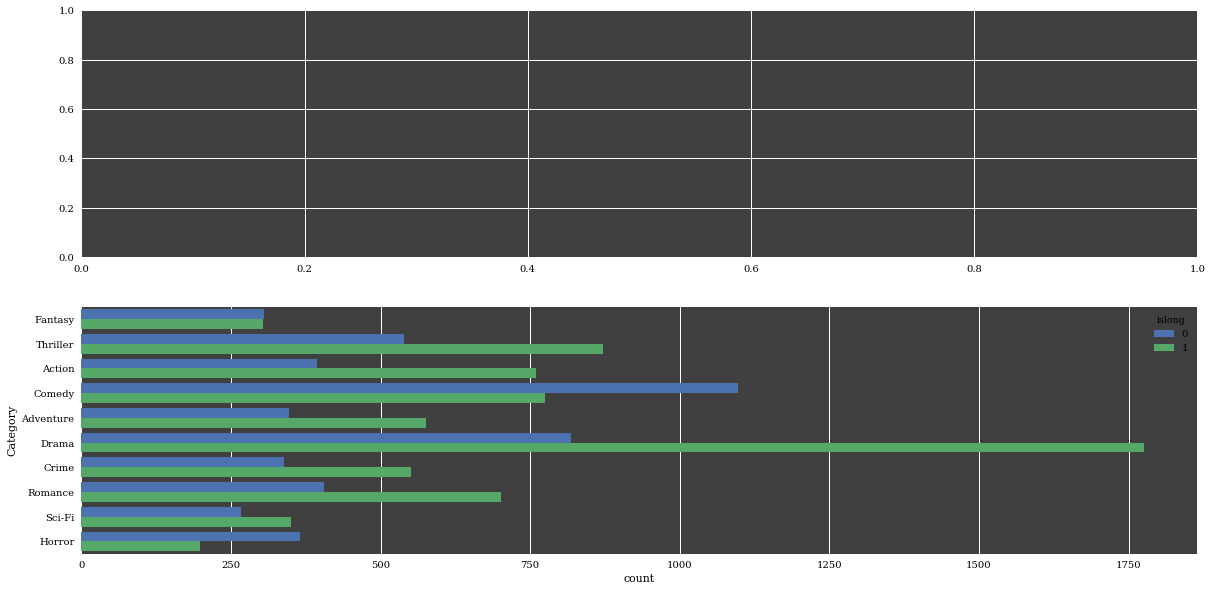 1.0
0.8
0.6
0.4
0.2
0.0
0.0 0.2 0.4 0.6 0.8 1.0
Category
Fantasy
Thriller
Action
Comedy
Adventure
Drama
Crime
Romance
Sci-Fi
Horror
islong
0
1
0 250 500 750 1000 1250 1500 1750
count